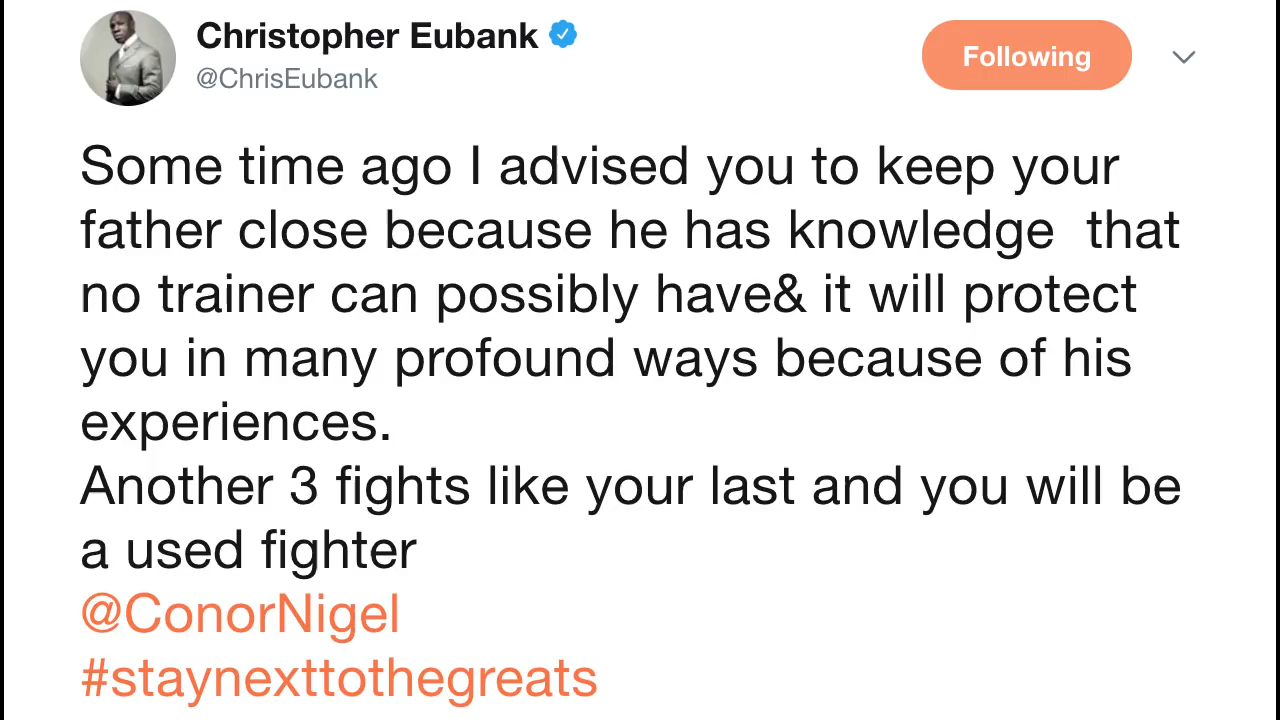 Christopher Eubank
@ChrisEubank
Following
Some time ago I advised you to keep your
father close because he has knowledge  that
no trainer can possibly have& it will protect
you in many profound ways because of his
experiences.
Another 3 fights like your last and you will be
a used fighter
@ConorNigel
#staynexttothegreats